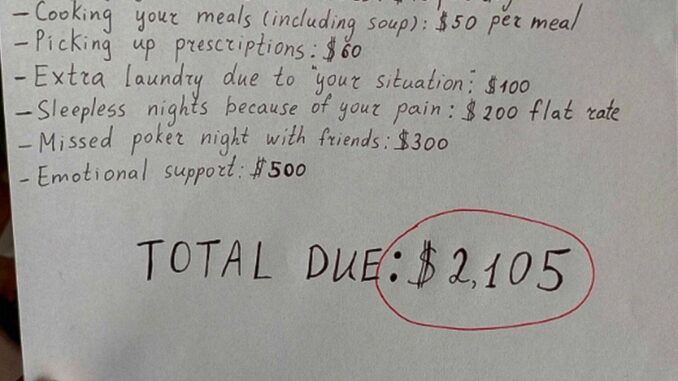 - Cooking your meals (including soup): $50 per meal
- Picking up prescriptions: $60
- Extra laundry due to "your situation": $100
- Sleepless nights because of your pain: $200 flat rate
- Missed poker night with friends: $300
- Emotional support: $500
TOTAL DUE: $2,105